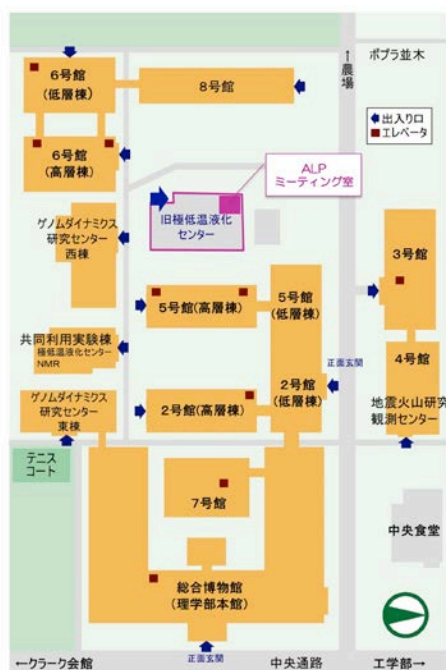 6号館
(低層棟)
8号館
↑農場
ポプラ並木
出入り口
エレベータ
6号館
(高層棟)
ALP
ミーティング室
旧極低温液化
センター
ゲノムダイナミクス
研究センター
西棟
3号館
5号館(高層棟)
5号館
(低層棟)
共同利用実験棟
極低温液化センター
NMR
正面玄関
4号館
2号館(高層棟)
2号館
(低層棟)
地震火山研究
観測センター
ゲノムダイナミクス
研究センター
東棟
テニス
コート
7号館
中央食堂
総合博物館
(理学部本館)
←クラーク会館
正面玄関
中央通路
工学部→